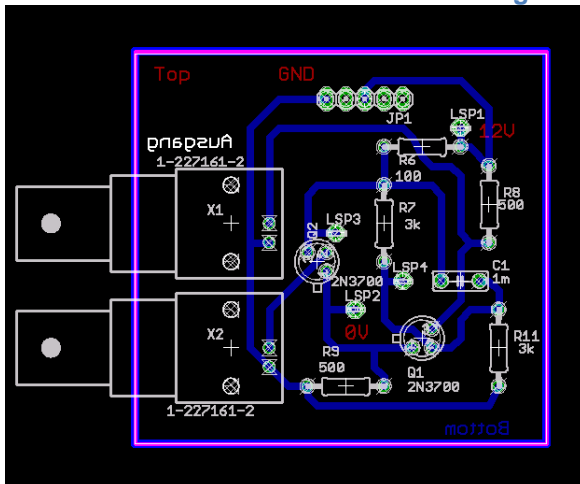 Top
GND
JP1
LSP1
12V
Ausgang
1-227161-2
R6
100
X1
R7
3k
R8
500
Q2
LSP3
2N3700
LSP4
C1
1m
LSP2
0V
X2
R9
500
Q1
2N3700
R11
3k
1-227161-2
Bottom